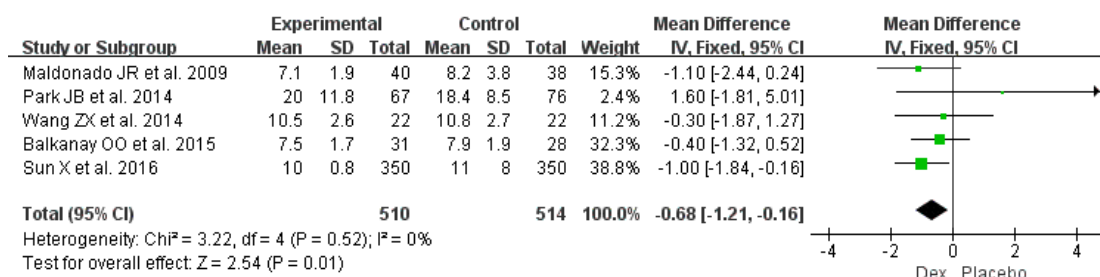 Experimental Control Mean Difference Mean Difference
Study or Subgroup Mean SD Total Mean SD Total Weight IV, Fixed, 95% CI IV, Fixed, 95% CI
Maldonado JR et al. 2009 7.1 1.9 40 8.2 3.8 38 15.3% -1.10 [-2.44, 0.24]
Park JB et al. 2014 20 11.8 67 18.4 8.5 76 2.4% 1.60 [-1.81, 5.01]
Wang ZX et al. 2014 10.5 2.6 22 10.8 2.7 22 11.2% -0.30 [-1.87, 1.27]
Balkanay OO et al. 2015 7.5 1.7 31 7.9 1.9 28 32.3% -0.40 [-1.32, 0.52]
Sun X et al. 2016 10 0.8 350 11 8 350 38.8% -1.00 [-1.84, -0.16]
Total (95% CI) 510 514 100.0% -0.68 [-1.21, -0.16]
Heterogeneity: Chi² = 3.22, df = 4 (P = 0.52); I² = 0%
Test for overall effect: Z = 2.54 (P = 0.01)
-4 -2 0 2 4
Dex Placebo